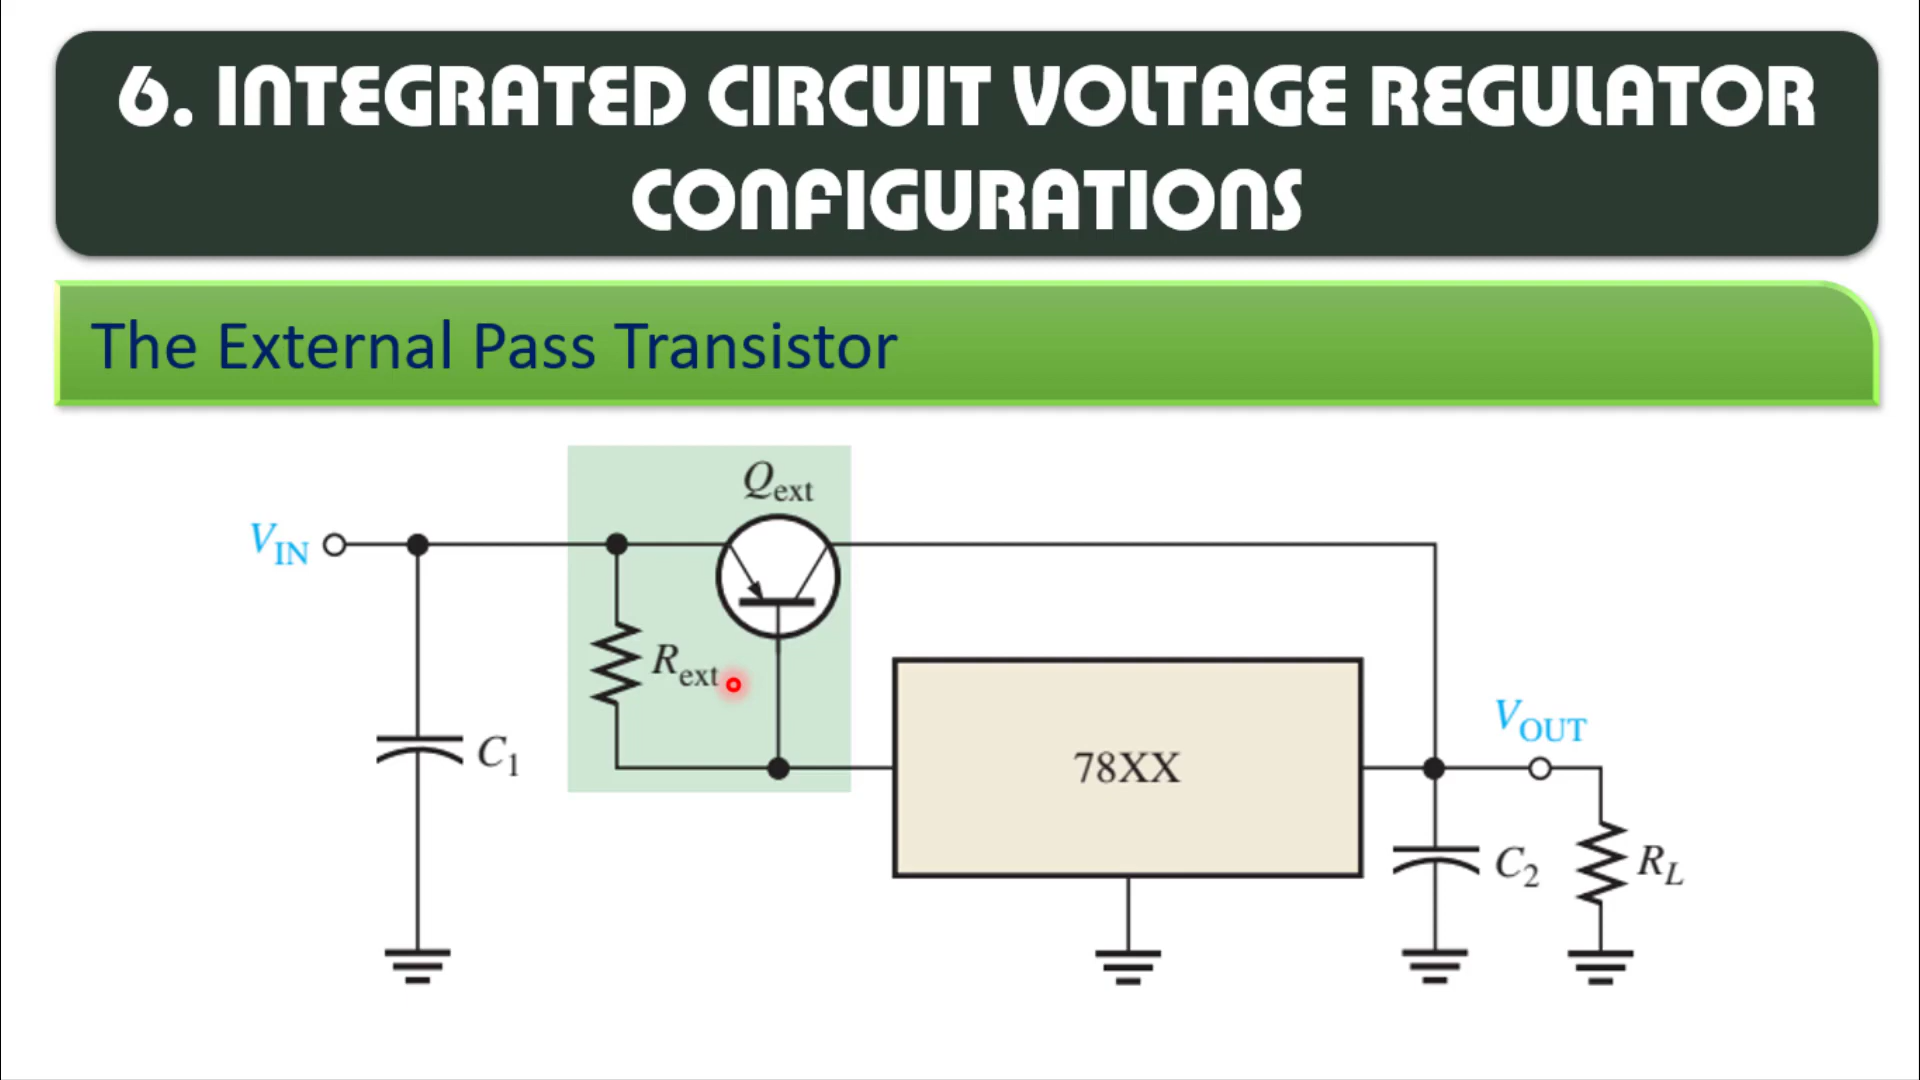 6. INTEGRATED CIRCUIT VOLTAGE REGULATOR
CONFIGURATIONS
The External Pass Transistor
Qext
VIN
Rext
C1
78XX
VOUT
C2
RL